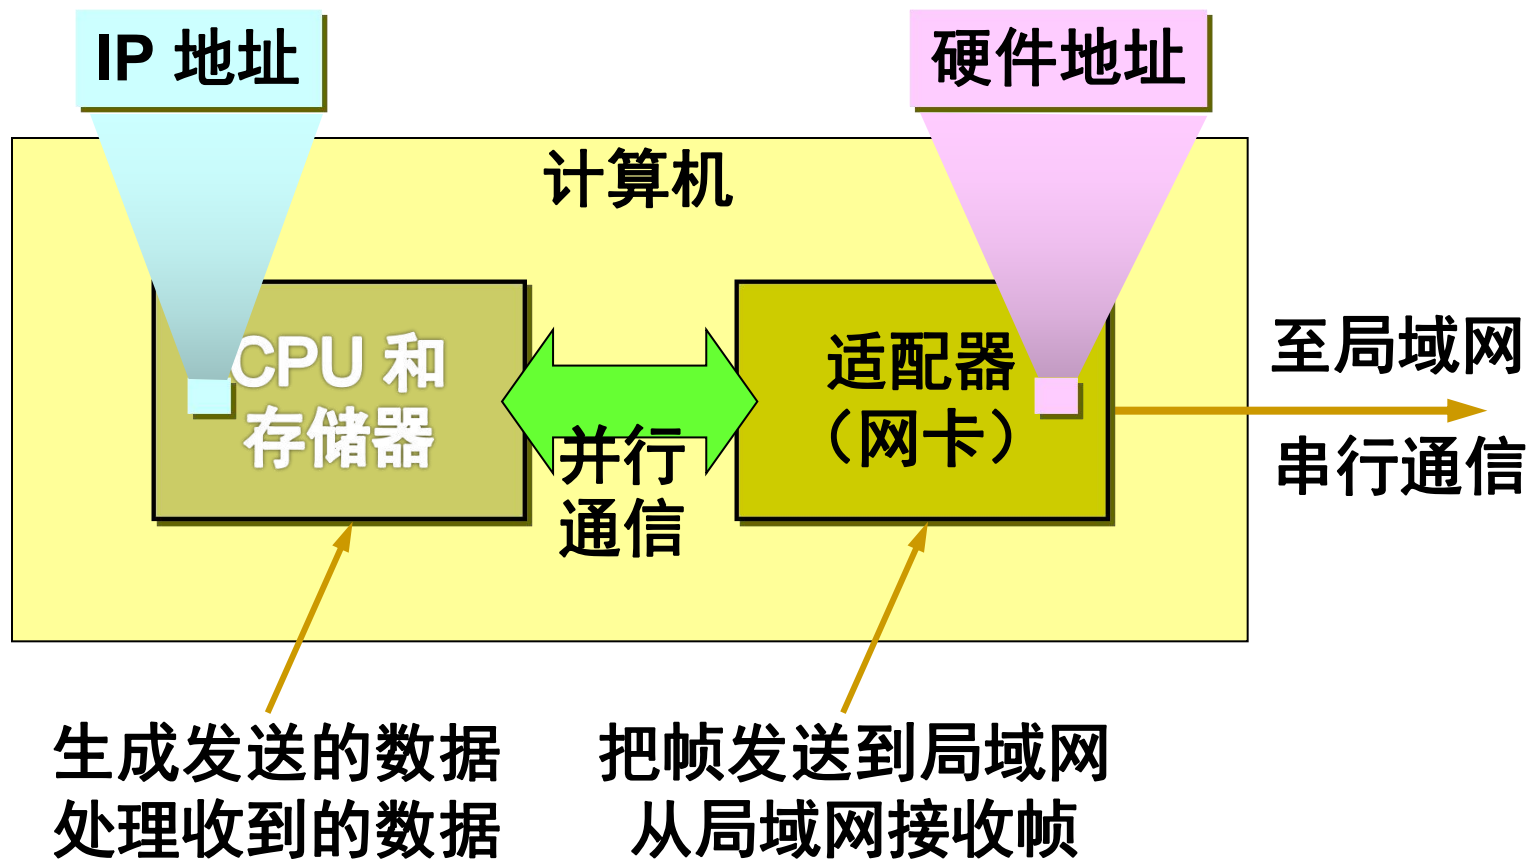 IP 地址
硬件地址
计算机
CPU 和
存储器
并行
通信
适配器
（网卡）
至局域网
串行通信
生成发送的数据
处理收到的数据
把帧发送到局域网
从局域网接收帧